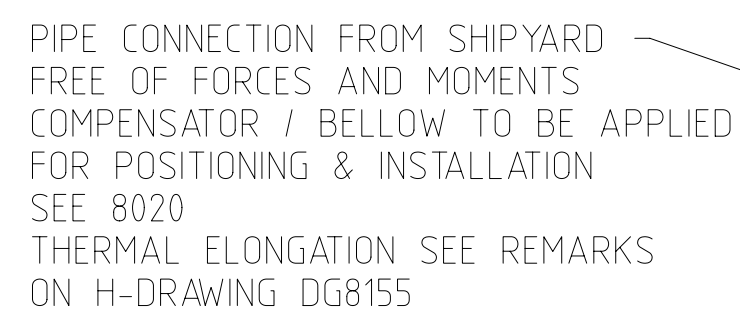 PIPE CONNECTION FROM SHIPYARD
FREE OF FORCES AND MOMENTS
COMPENSATOR / BELLOW TO BE APPLIED
FOR POSITIONING & INSTALLATION
SEE 8020
THERMAL ELONGATION SEE REMARKS
ON H-DRAWING DG8155